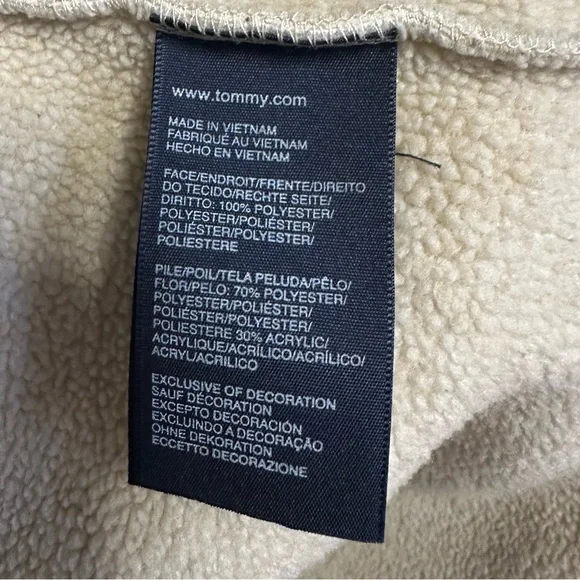 www.tommy.com
MADE IN VIETNAM
FABRIQUÉ AU VIETNAM
HECHO EN VIETNAM
FACE/ENDROIT/FRENTE/DIREITO
DO TECIDO/RECHTE SEITE/
DIRITTO: 100% POLYESTER/
POLYESTER/POLIÉSTER/
POLIÉSTER/POLYESTER/
POLIESTERE
PILE/POIL/TELA PELUDA/PÊLO/
FLOR/PELO: 70% POLYESTER/
POLYESTER/POLIÉSTER/
POLIÉSTER/POLYESTER/
POLIESTERE 30% ACRYLIC/
ACRYLIQUE/ACRÍLICO/ACRÍLICO/
ACRYL/ACRILICO
EXCLUSIVE OF DECORATION
SAUF DÉCORATION
EXCEPTO DECORACIÓN
EXCLUINDO A DECORAÇÃO
OHNE DEKORATION
ECCETTO DECORAZIONE